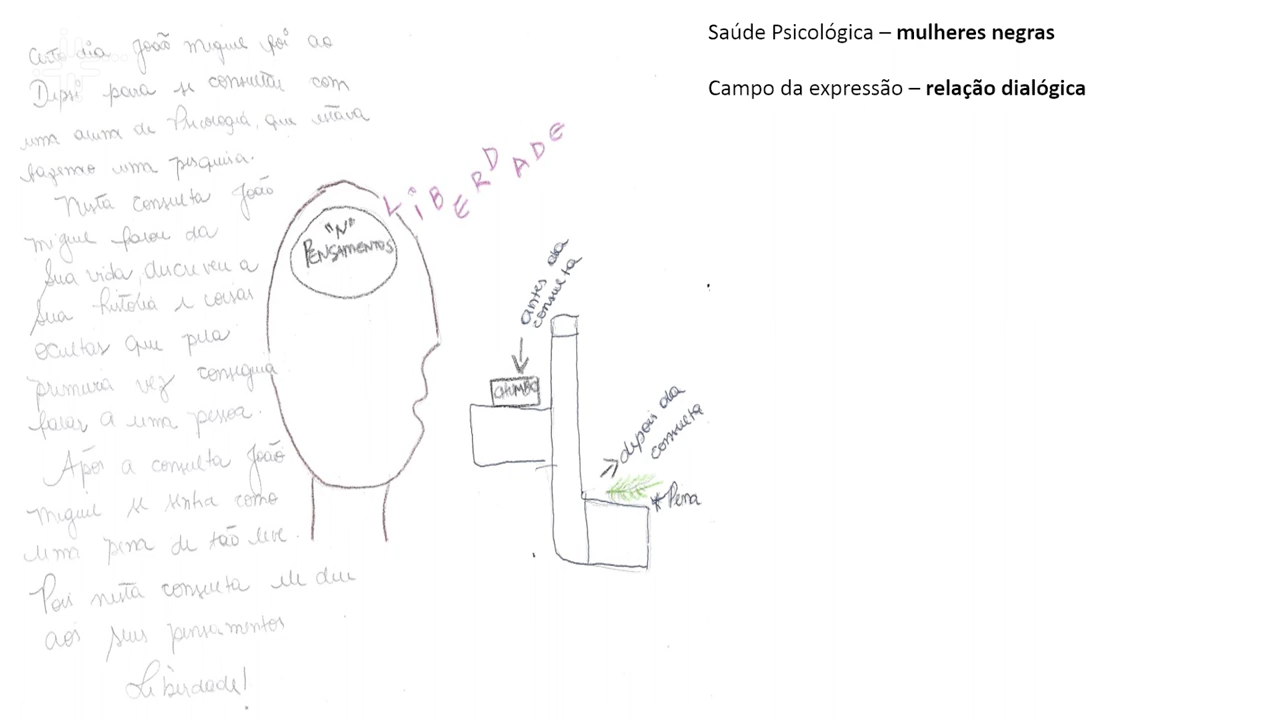 Certo dia João Miguel foi ao
Depsi para se consultar com
uma aluna de Psicologia, que estava
fazeno uma pesquisa.
Nesta consulta João
Miguel falou da
sua vida, descreveu a
sua história e coisas
ocultas que pela
primeira vez conseguia
falar a uma pessoa.
Após a consulta João
Miguel se sinha como
uma pena de tão leve.
Pois nesta consulta ele deu
aos seus pensamentos
Liberdade!
"N"
PENSAMENTOS
LiBERDADE
antes da
consulta
CHUMBO
depois da
consulta
*Pena
Saúde Psicológica – mulheres negras
Campo da expressão – relação dialógica